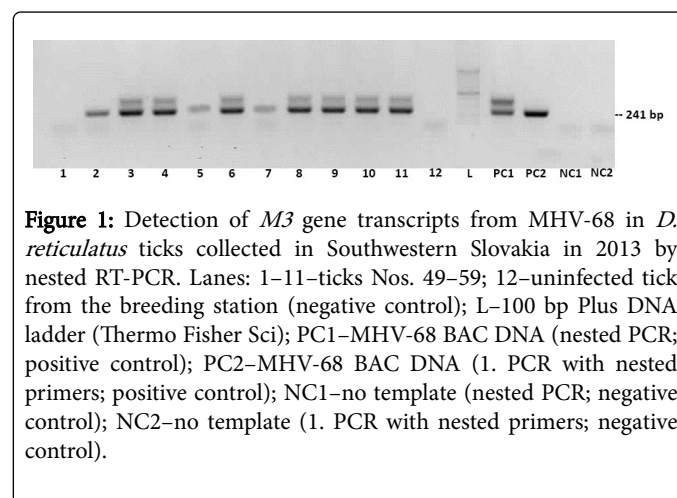 -- 241 bp
1 2 3 4 5 6 7 8 9 10 11 12 L PC1 PC2 NC1 NC2
Figure 1: Detection of M3 gene transcripts from MHV-68 in D.
reticulatus ticks collected in Southwestern Slovakia in 2013 by
nested RT-PCR. Lanes: 1–11–ticks Nos. 49–59; 12–uninfected tick
from the breeding station (negative control); L–100 bp Plus DNA
ladder (Thermo Fisher Sci); PC1–MHV-68 BAC DNA (nested PCR;
positive control); PC2–MHV-68 BAC DNA (1. PCR with nested
primers; positive control); NC1–no template (nested PCR; negative
control); NC2–no template (1. PCR with nested primers; negative
control).